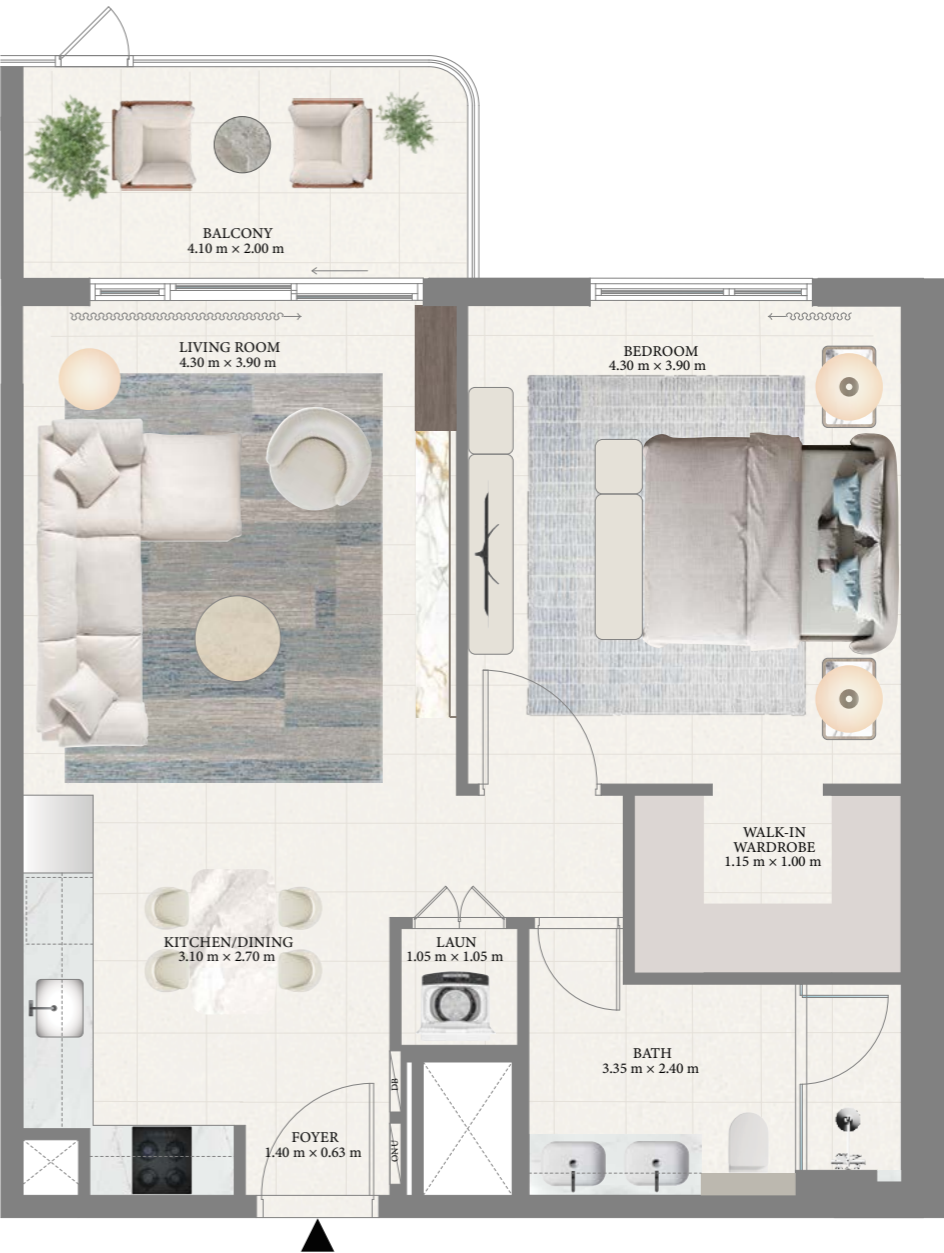 BALCONY
4.10 m × 2.00 m
LIVING ROOM
4.30 m × 3.90 m
BEDROOM
4.30 m × 3.90 m
WALK-IN
WARDROBE
1.15 m × 1.00 m
KITCHEN/DINING
3.10 m × 2.70 m
LAUN
1.05 m × 1.05 m
BATH
3.35 m × 2.40 m
DB
FOYER
1.40 m × 0.63 m
ONU